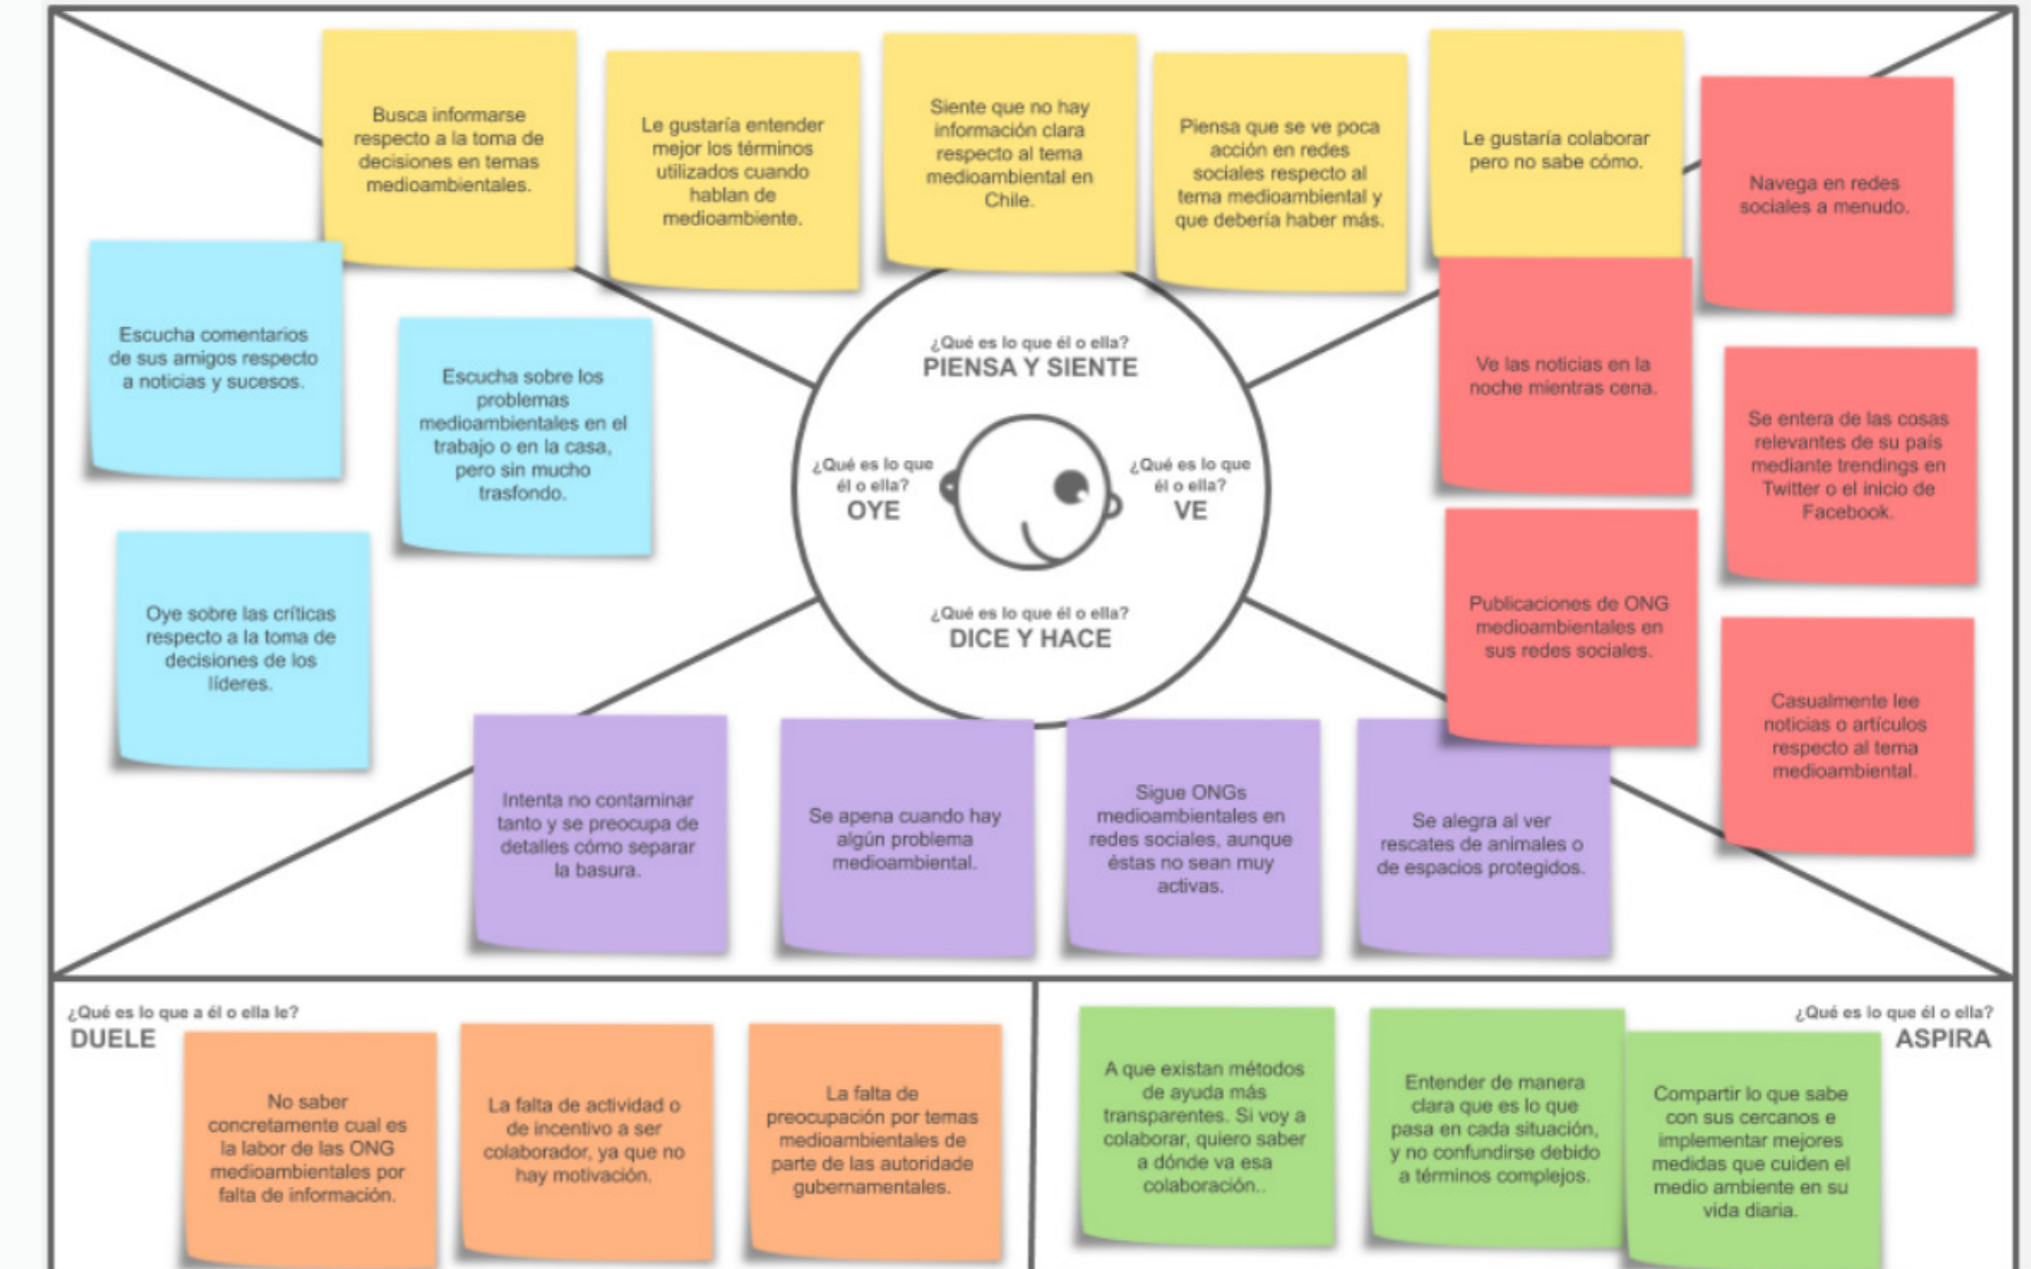 Busca informarse
respecto a la toma de
decisiones en temas
medioambientales.
Le gustaría entender
mejor los términos
utilizados cuando
hablan de
medioambiente.
Siente que no hay
información clara
respecto al tema
medioambiental en
Chile.
Piensa que se ve poca
acción en redes
sociales respecto al
tema medioambiental y
que debería haber más.
Le gustaría colaborar
pero no sabe cómo.
Navega en redes
sociales a menudo.
Escucha comentarios
de sus amigos respecto
a noticias y sucesos.
Escucha sobre los
problemas
medioambientales en el
trabajo o en la casa,
pero sin mucho
trasfondo.
Oye sobre las críticas
respecto a la toma de
decisiones de los
líderes.
¿Qué es lo que él o ella?
PIENSA Y SIENTE
¿Qué es lo que
él o ella?
OYE
¿Qué es lo que
él o ella?
VE
¿Qué es lo que él o ella?
DICE Y HACE
Ve las noticias en la
noche mientras cena.
Se entera de las cosas
relevantes de su país
mediante trendings en
Twitter o el inicio de
Facebook.
Publicaciones de ONG
medioambientales en
sus redes sociales.
Casualmente lee
noticias o artículos
respecto al tema
medioambiental.
Intenta no contaminar
tanto y se preocupa de
detalles cómo separar
la basura.
Se apena cuando hay
algún problema
medioambiental.
Sigue ONGs
medioambientales en
redes sociales, aunque
éstas no sean muy
activas.
Se alegra al ver
rescates de animales o
de espacios protegidos.
¿Qué es lo que a él o ella le?
DUELE
No saber
concretamente cual es
la labor de las ONG
medioambientales por
falta de información.
La falta de actividad o
de incentivo a ser
colaborador, ya que no
hay motivación.
La falta de
preocupación por temas
medioambientales de
parte de las autoridade
gubernamentales.
¿Qué es lo que él o ella?
ASPIRA
A que existan métodos
de ayuda más
transparentes. Si voy a
colaborar, quiero saber
a dónde va esa
colaboración..
Entender de manera
clara que es lo que
pasa en cada situación,
y no confundirse debido
a términos complejos.
Compartir lo que sabe
con sus cercanos e
implementar mejores
medidas que cuiden el
medio ambiente en su
vida diaria.